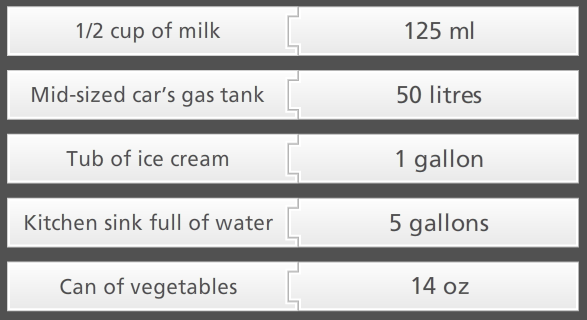 1/2 cup of milk 125 ml
Mid-sized car's gas tank 50 litres
Tub of ice cream 1 gallon
Kitchen sink full of water 5 gallons
Can of vegetables 14 oz